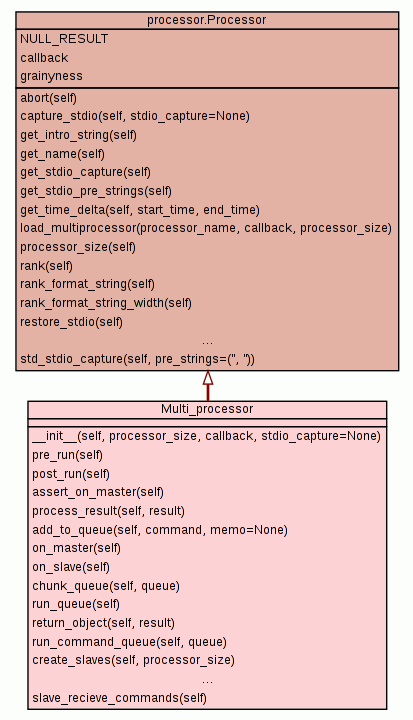 processor.Processor
NULL_RESULT
callback
grainyness
abort(self)
capture_stdio(self, stdio_capture=None)
get_intro_string(self)
get_name(self)
get_stdio_capture(self)
get_stdio_pre_strings(self)
get_time_delta(self, start_time, end_time)
load_multiprocessor(processor_name, callback, processor_size)
processor_size(self)
rank(self)
rank_format_string(self)
rank_format_string_width(self)
restore_stdio(self)
...
std_stdio_capture(self, pre_strings=('', ''))
Multi_processor
__init__(self, processor_size, callback, stdio_capture=None)
pre_run(self)
post_run(self)
assert_on_master(self)
process_result(self, result)
add_to_queue(self, command, memo=None)
on_master(self)
on_slave(self)
chunk_queue(self, queue)
run_queue(self)
return_object(self, result)
run_command_queue(self, queue)
create_slaves(self, processor_size)
...
slave_recieve_commands(self)